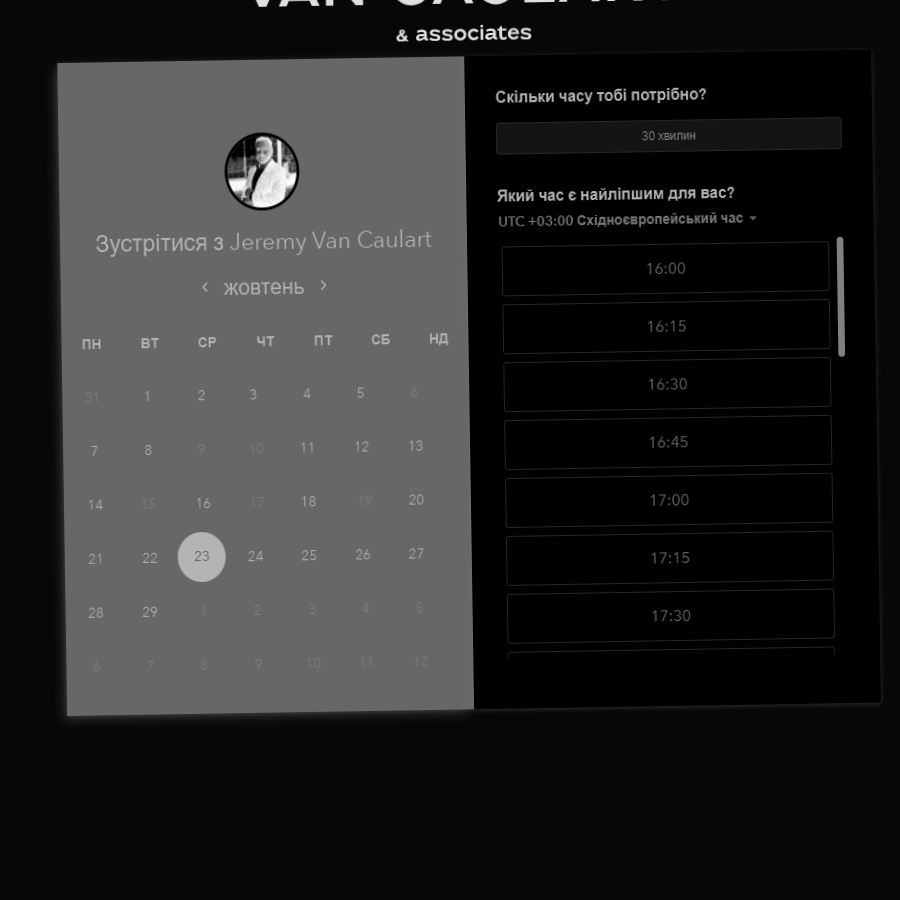 & associates
Зустрітися з Jeremy Van Caulart
жовтень
ПН ВТ СР ЧТ ПТ СБ НД
31 1 2 3 4 5 6
7 8 9 10 11 12 13
14 15 16 17 18 19 20
21 22 23 24 25 26 27
28 29 1 2 3 4 5
6 7 8 9 10 11 12
Скільки часу тобі потрібно?
30 хвилин
Який час є найліпшим для вас?
UTC +03:00 Східноєвропейський час
16:00
16:15
16:30
16:45
17:00
17:15
17:30